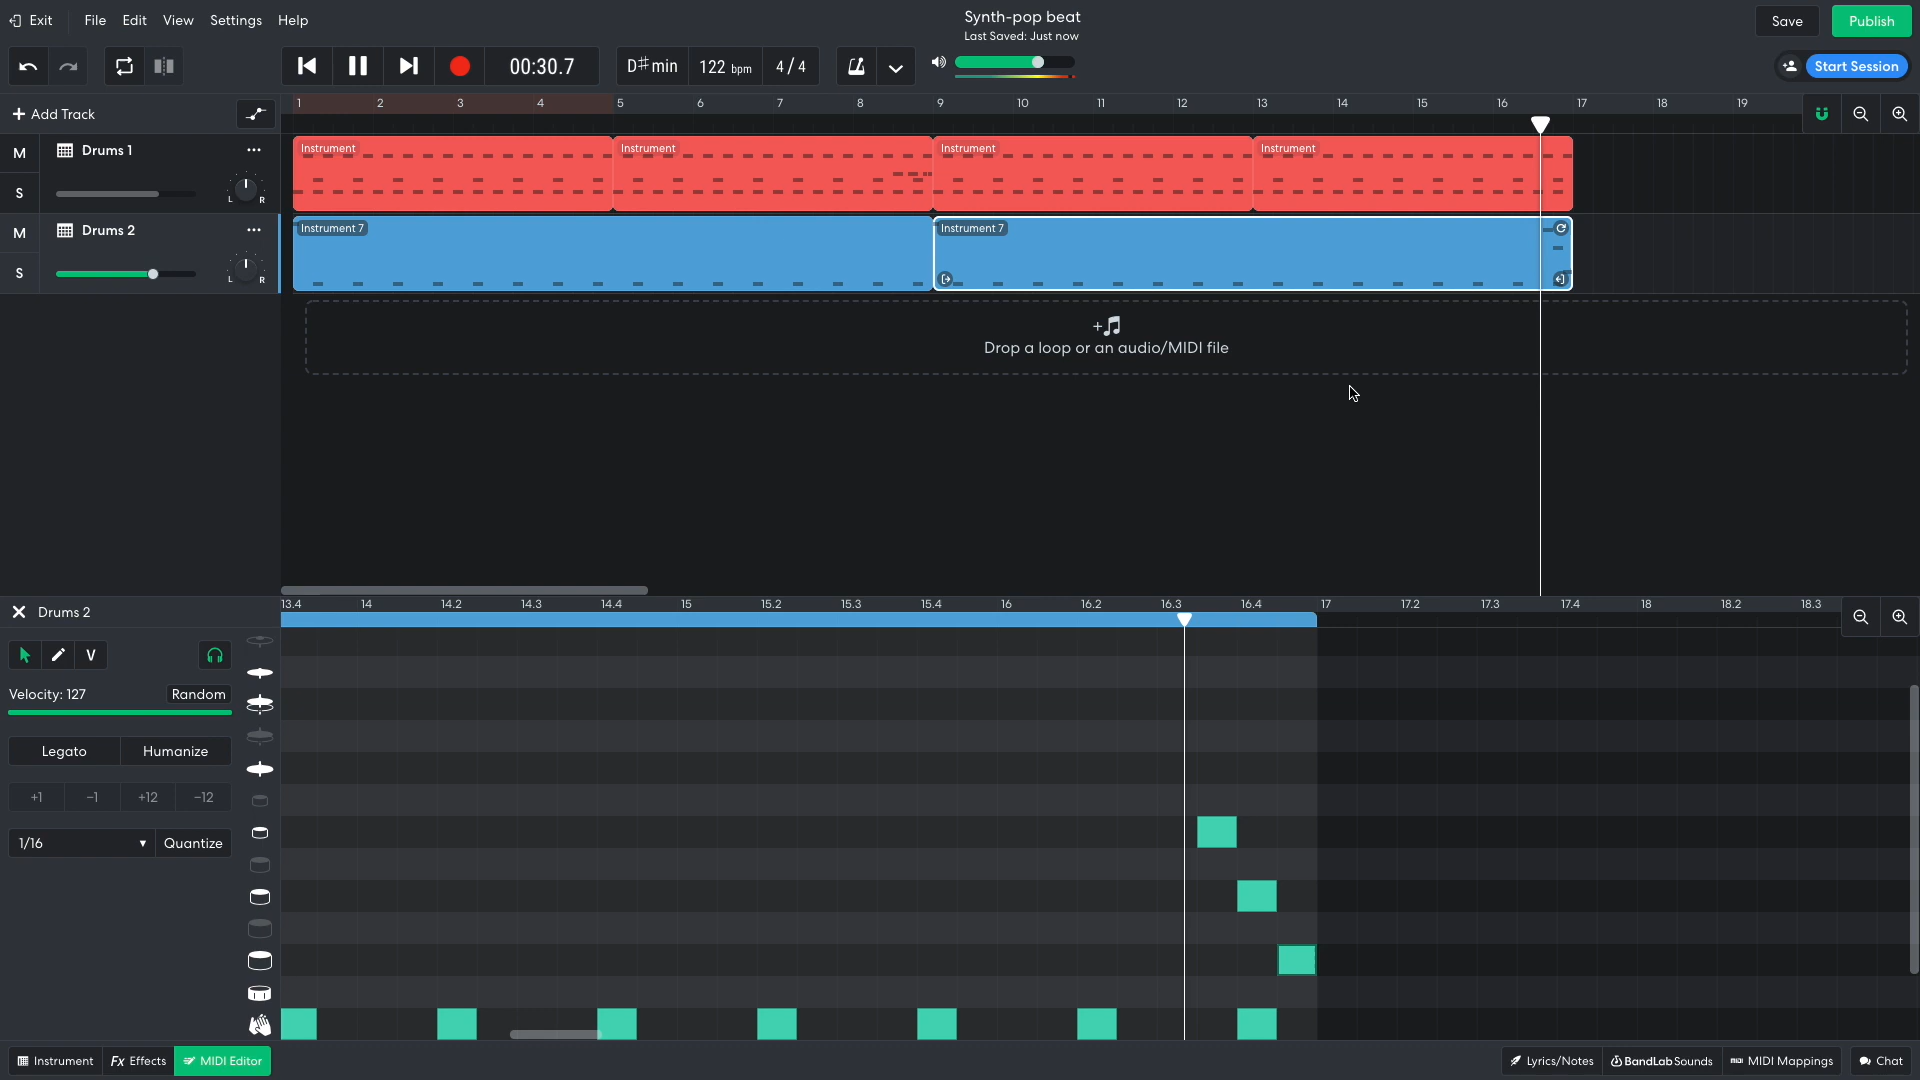 Exit File Edit View Settings Help
Synth-pop beat
Last Saved: Just now
Save Publish
00:30.7 D#min 122 bpm 4/4
Start Session
Add Track
1 2 3 4 5 6 7 8 9 10 11 12 13 14 15 16 17 18 19
M Drums 1
S L R
Instrument Instrument Instrument Instrument
M Drums 2
S L R
Instrument 7 Instrument 7
Drop a loop or an audio/MIDI file
Drums 2
13.4 14 14.2 14.3 14.4 15 15.2 15.3 15.4 16 16.2 16.3 16.4 17 17.2 17.3 17.4 18 18.2 18.3
V
Velocity: 127 Random
Legato Humanize
+1 −1 +12 −12
1/16 Quantize
Instrument Fx Effects MIDI Editor
Lyrics/Notes BandLab Sounds MIDI Mappings Chat